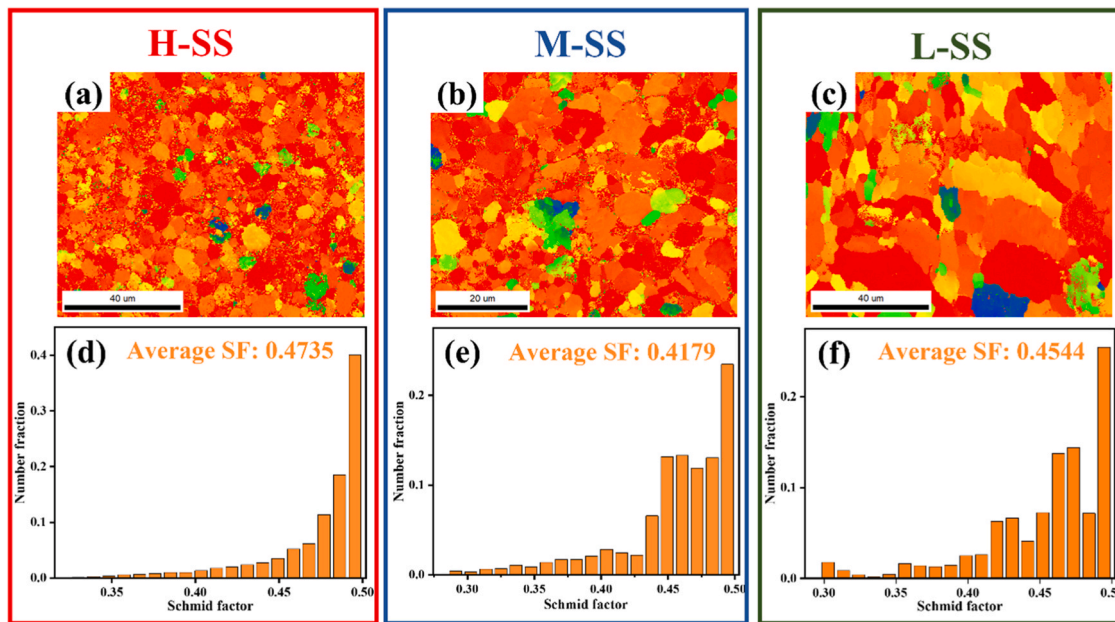 H-SS
M-SS
L-SS
(a)
(b)
(c)
40 um
20 um
40 um
(d)
Average SF: 0.4735
(e)
Average SF: 0.4179
(f)
Average SF: 0.4544
Number fraction
0.4
0.3
0.2
0.1
0.0
0.35
0.40
0.45
0.50
Schmid factor
Number fraction
0.2
0.1
0.0
0.30
0.35
0.40
0.45
0.50
Schmid factor
Number fraction
0.2
0.1
0.0
0.30
0.35
0.40
0.45
0.5
Schmid factor